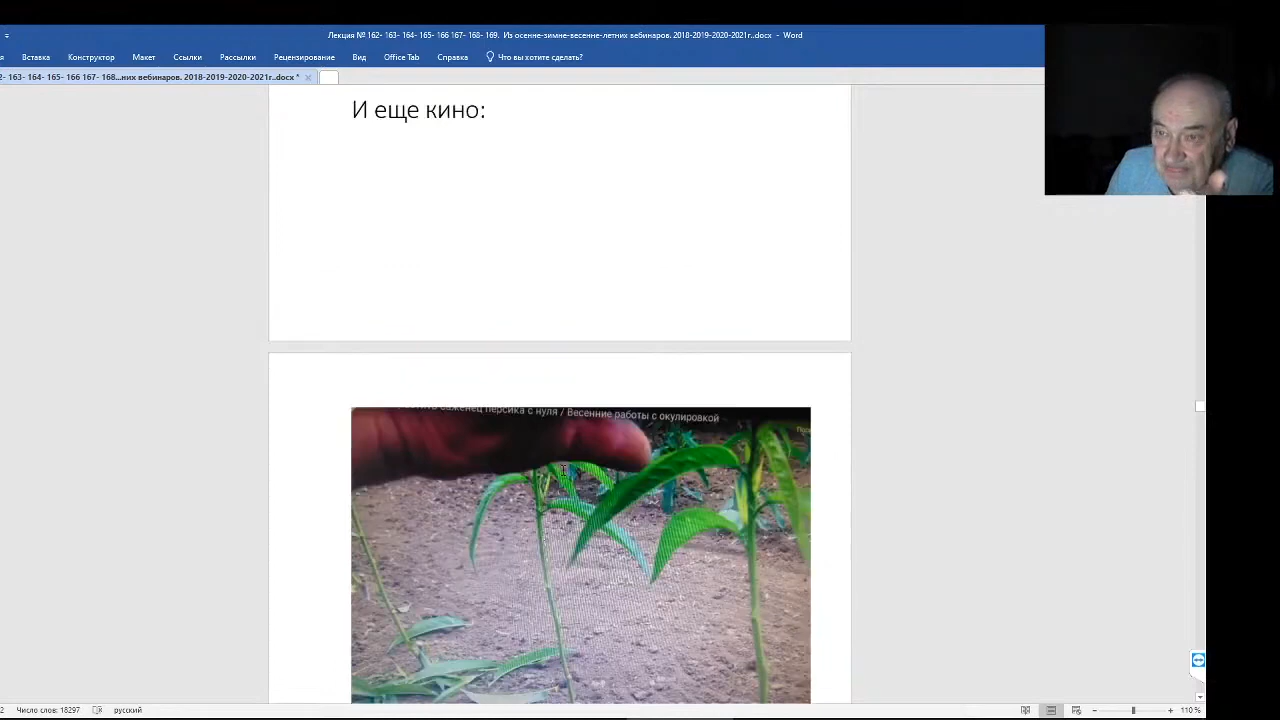 Лекция № 162- 163- 164- 165- 166 167- 168- 169. Из осенне-зимне-весенне-летних вебинаров. 2018-2019-2020-2021г..docx - Word
Вставка Конструктор Макет Ссылки Рассылки Рецензирование Вид Office Tab Справка Что вы хотите сделать?
2- 163- 164- 165- 166 167- 168...них вебинаров. 2018-2019-2020-2021г..docx *
И еще кино:
саженец персика с нуля / Весенние работы с окулировкой
2 Число слов: 18297 русский 110 %